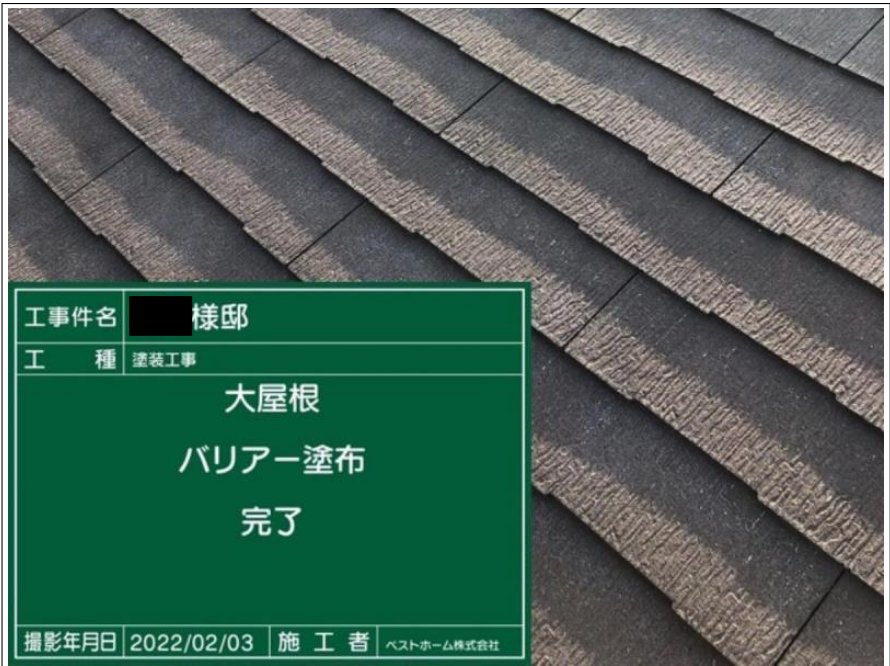 工事件名 様邸
工種 塗装工事
大屋根
バリアー塗布
完了
撮影年月日 2022/02/03 施工者 ベストホーム株式会社